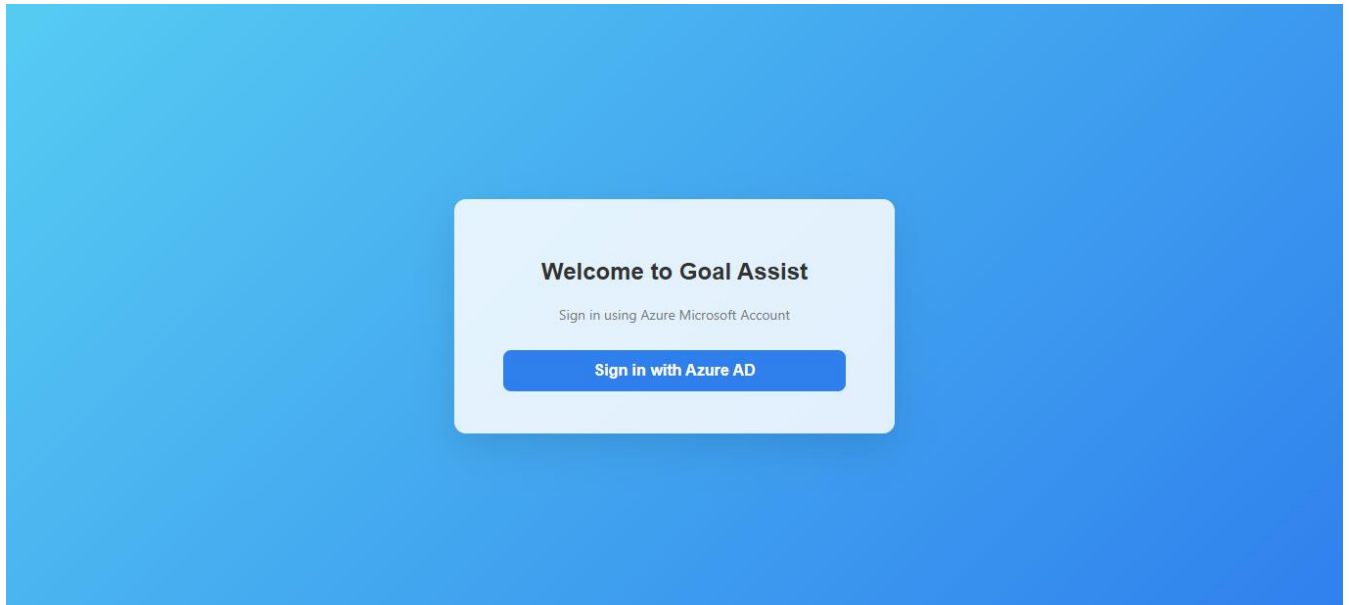 Welcome to Goal Assist
Sign in using Azure Microsoft Account
Sign in with Azure AD